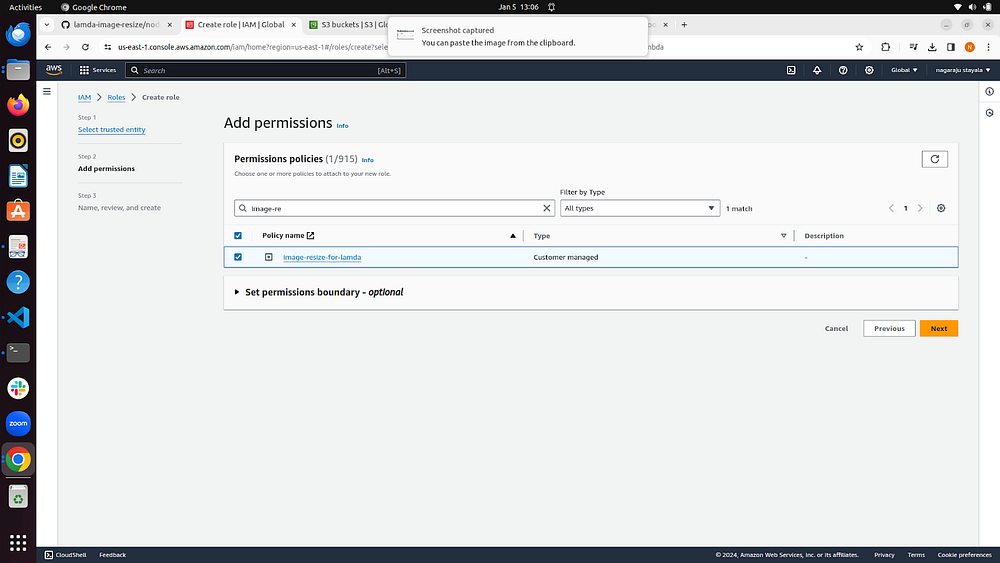 Activities
Google Chrome
Jan 5 13:06
lamda-image-resize/nod
Create role | IAM | Global
S3 buckets | S3 | Glo
Screenshot captured
You can paste the image from the clipboard.
us-east-1.console.aws.amazon.com/iam/home?region=us-east-1#/roles/create?sele
N
aws
Services
Search
[Alt+S]
Global
nagaraju stayala
IAM
Roles
Create role
Step 1
Select trusted entity
Step 2
Add permissions
Step 3
Name, review, and create
Add permissions
Info
Permissions policies (1/915)
Info
Choose one or more policies to attach to your new role.
Filter by Type
image-re
All types
1 match
1
Policy name
Type
Description
image-resize-for-lamda
Customer managed
-
Set permissions boundary - optional
Cancel
Previous
Next
zoom
CloudShell
Feedback
© 2024, Amazon Web Services, Inc. or its affiliates.
Privacy
Terms
Cookie preferences